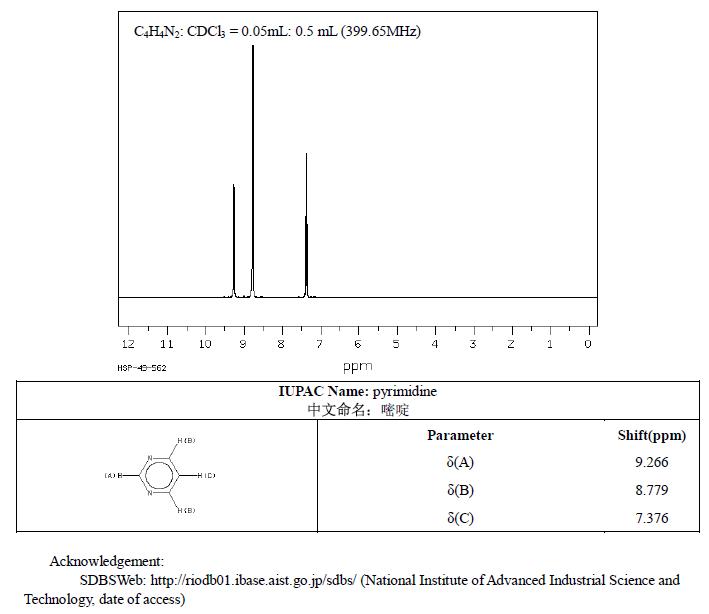 C₄H₄N₂: CDCl₃ = 0.05mL: 0.5 mL (399.65MHz)
12 11 10 9 8 7 6 5 4 3 2 1 0
HSP-49-562
ppm
IUPAC Name: pyrimidine
中文命名：嘧啶
H(B)
N
(A) H
H(C)
N
H(B)
Parameter Shift(ppm)
δ(A) 9.266
δ(B) 8.779
δ(C) 7.376
Acknowledgement:
SDBSWeb: http://riodb01.ibase.aist.go.jp/sdbs/ (National Institute of Advanced Industrial Science and
Technology, date of access)